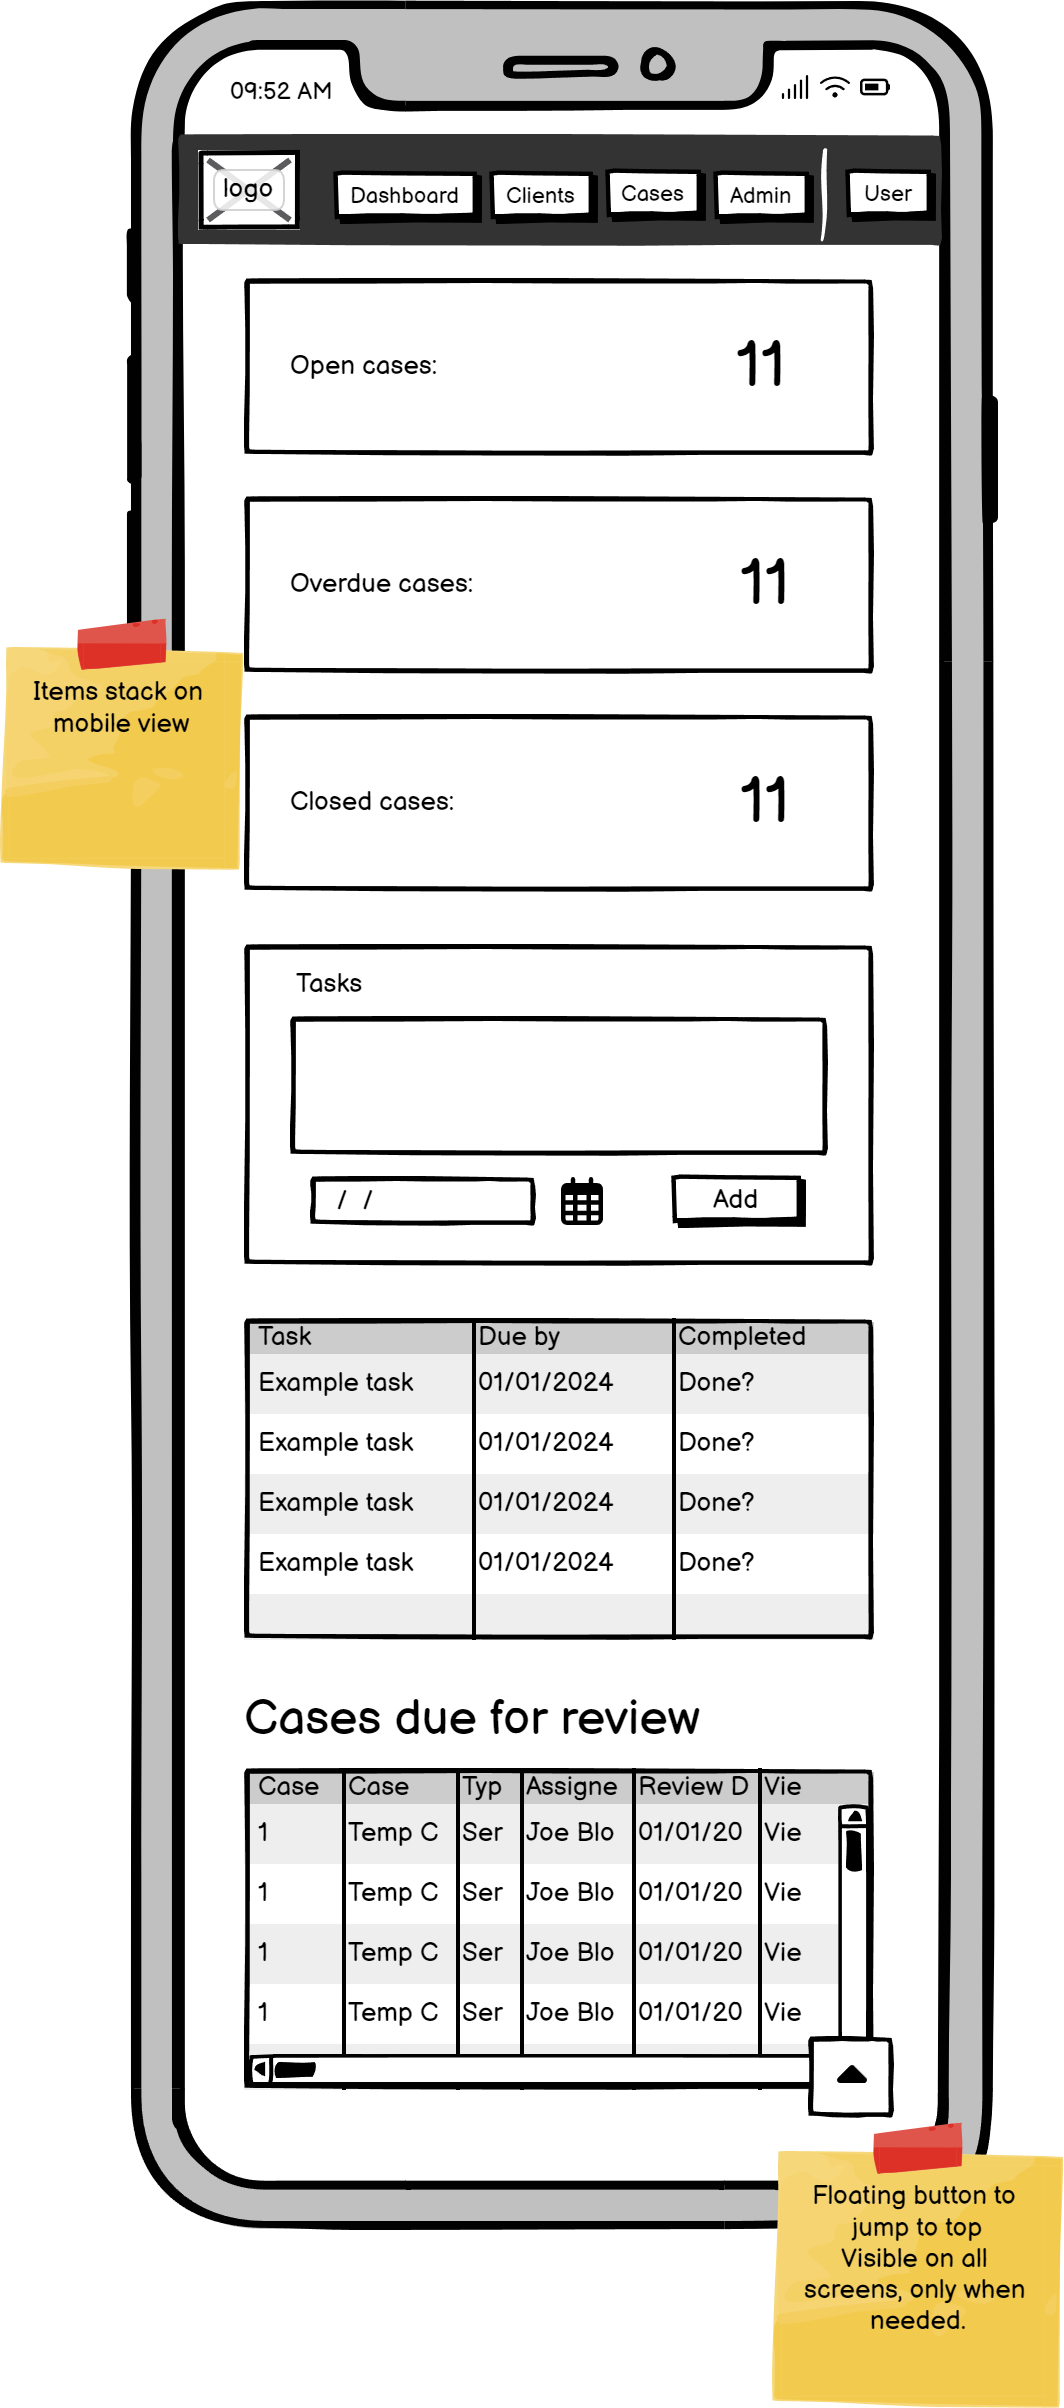 09:52 AM
logo
Dashboard Clients Cases Admin User
Open cases: 11
Overdue cases: 11
Items stack on
mobile view
Closed cases: 11
Tasks
/ /
Add
Task Due by Completed
Example task 01/01/2024 Done?
Example task 01/01/2024 Done?
Example task 01/01/2024 Done?
Example task 01/01/2024 Done?
Cases due for review
Case Case Typ Assigne Review D Vie
1 Temp C Ser Joe Blo 01/01/20 Vie
1 Temp C Ser Joe Blo 01/01/20 Vie
1 Temp C Ser Joe Blo 01/01/20 Vie
1 Temp C Ser Joe Blo 01/01/20 Vie
Floating button to
jump to top
Visible on all
screens, only when
needed.